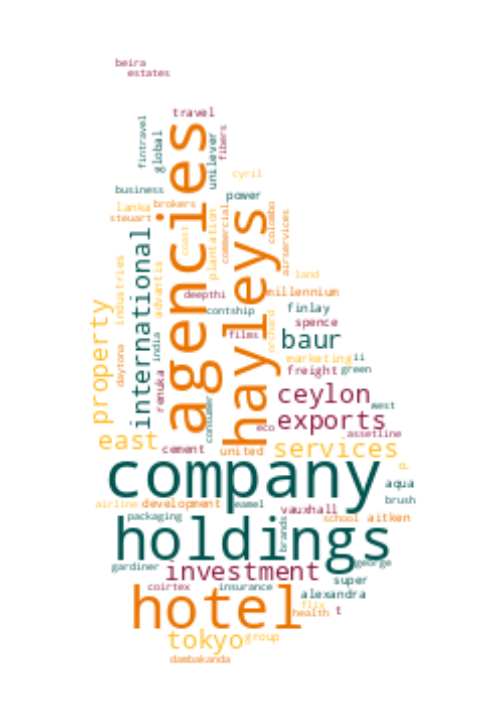 beira
estates
travel
agencies
fintravel
global
unilever
fibers
cyril
business
power
lanka
brokers
steuart
coast
plantation
commercial
hayleys
colombo
airservices
international
industries
advantis
land
deepthi
millennium
contship
finlay
orchard
spence
property
films
baur
daytona
india
renuka
marketing
ii
freight
green
consumer
ceylon
west
exports
eco
assetline
east
cement
united
services
a
company
aqua
brush
airline
development
eamel
vauxhall
packaging
brands
school
aitken
holdings
gardiner
investment
george
super
coirtex
insurance
alexandra
hotel
flix
health
t
tokyo
group
dambakanda